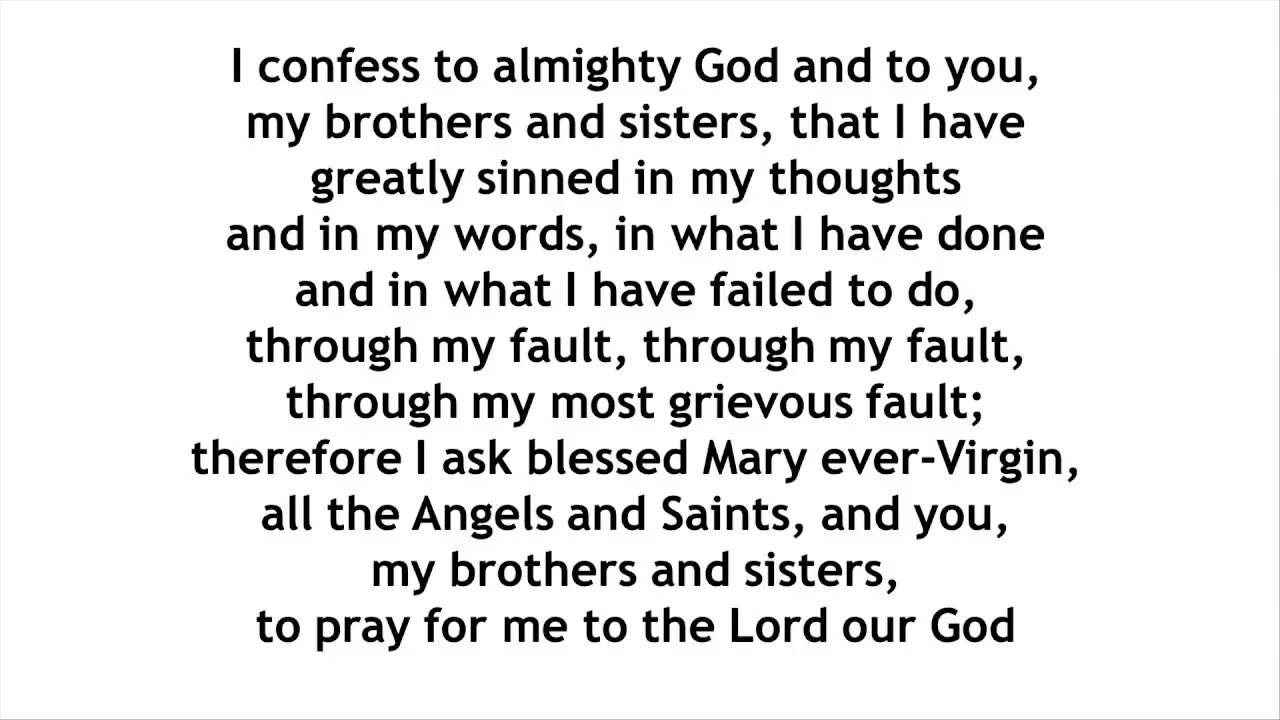 I confess to almighty God and to you,
my brothers and sisters, that I have
greatly sinned in my thoughts
and in my words, in what I have done
and in what I have failed to do,
through my fault, through my fault,
through my most grievous fault;
therefore I ask blessed Mary ever-Virgin,
all the Angels and Saints, and you,
my brothers and sisters,
to pray for me to the Lord our God